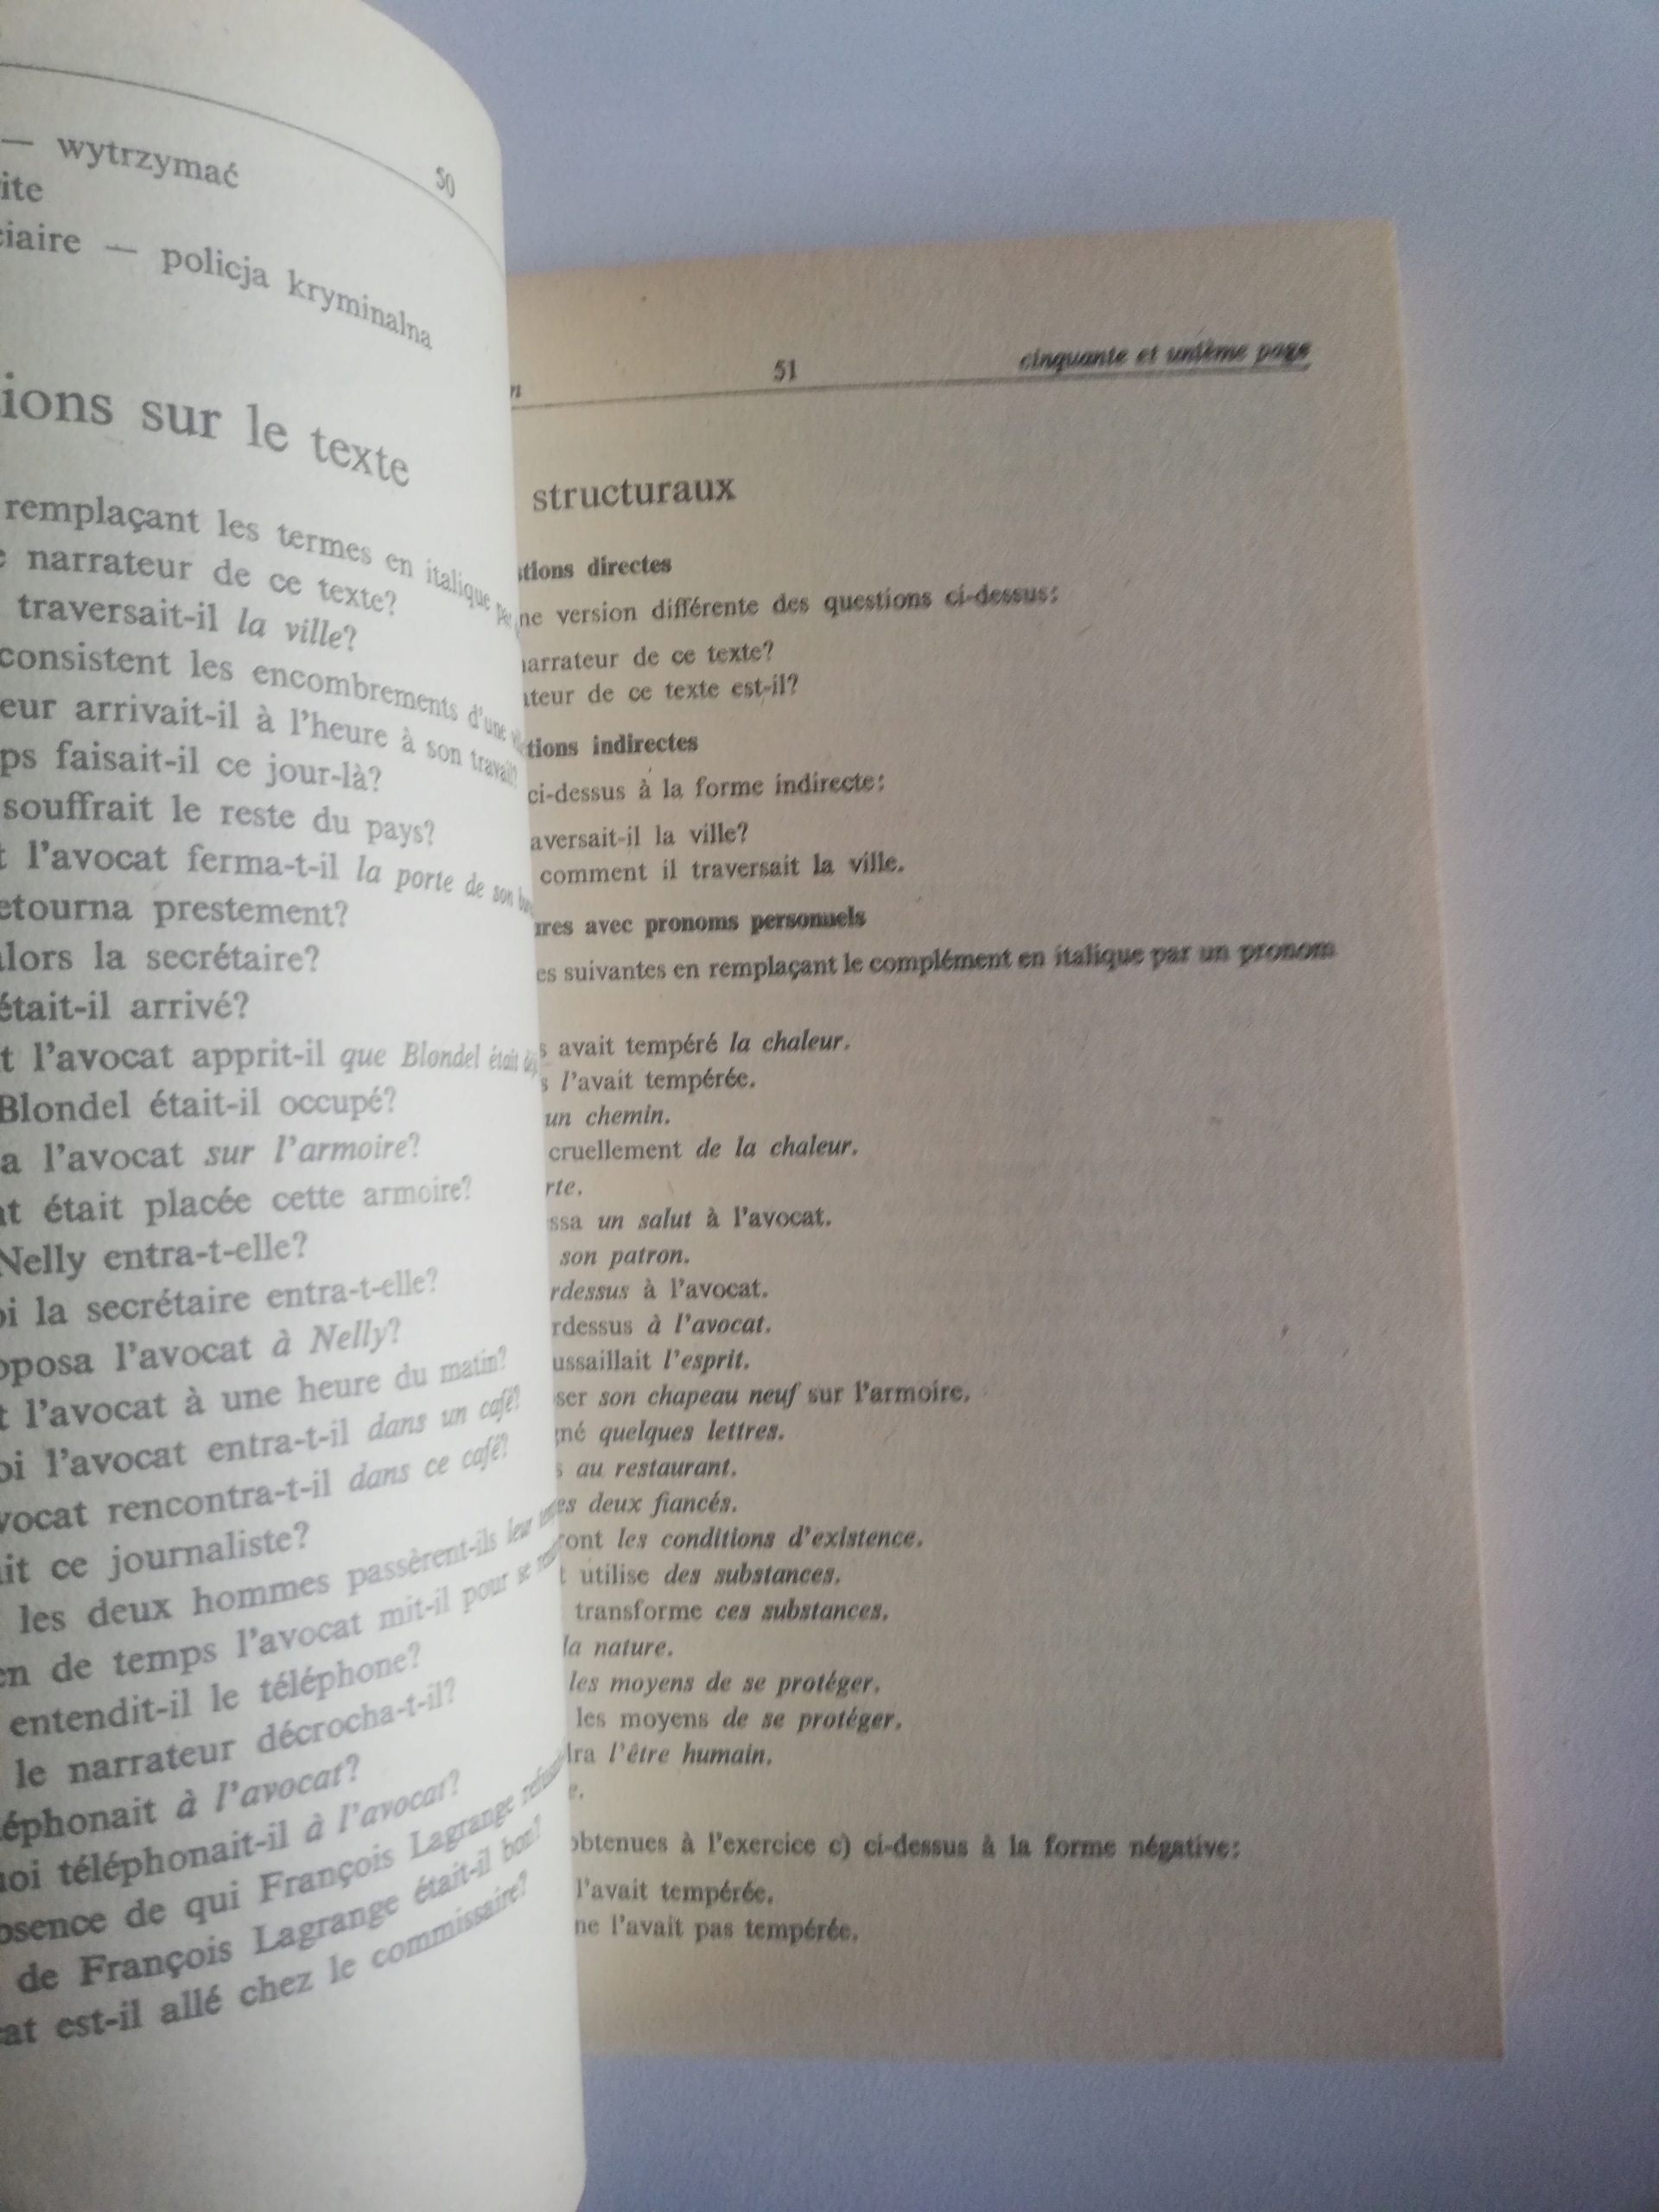 50
— wytrzymać
ite
iaire — policja kryminalna
ions sur le texte
remplaçant les termes en italique
narrateur de ce texte?
traversait-il la ville?
consistent les encombrements d'une
eur arrivait-il à l'heure à son travail?
ps faisait-il ce jour-là?
souffrait le reste du pays?
t l'avocat ferma-t-il la porte de son
etourna prestement?
lors la secrétaire?
était-il arrivé?
t l'avocat apprit-il que Blondel était
Blondel était-il occupé?
a l'avocat sur l'armoire?
nt était placée cette armoire?
Nelly entra-t-elle?
oi la secrétaire entra-t-elle?
oposa l'avocat à Nelly?
t l'avocat à une heure du matin?
oi l'avocat entra-t-il dans un café?
vocat rencontra-t-il dans ce café?
it ce journaliste?
les deux hommes passèrent-ils leur
en de temps l'avocat mit-il pour se
entendit-il le téléphone?
le narrateur décrocha-t-il?
éphonait à l'avocat?
uoi téléphonait-il à l'avocat?
bsence de qui François Lagrange
de François Lagrange était-il bon?
cat est-il allé chez le commissaire?
n 51 cinquante et unième page
structuraux
stions directes
ne version différente des questions ci-dessus:
narrateur de ce texte?
ateur de ce texte est-il?
tions indirectes
ci-dessus à la forme indirecte:
aversait-il la ville?
comment il traversait la ville.
ures avec pronoms personnels
es suivantes en remplaçant le complément en italique par un pronom
s avait tempéré la chaleur.
s l'avait tempérée.
un chemin.
cruellement de la chaleur.
rte.
ssa un salut à l'avocat.
son patron.
rdessus à l'avocat.
rdessus à l'avocat.
ussaillait l'esprit.
ser son chapeau neuf sur l'armoire.
gné quelques lettres.
s au restaurant.
es deux fiancés.
ront les conditions d'existence.
t utilise des substances.
transforme ces substances.
la nature.
les moyens de se protéger.
les moyens de se protéger.
dra l'être humain.
e.
obtenues à l'exercice c) ci-dessus à la forme négative:
l'avait tempérée.
ne l'avait pas tempérée.